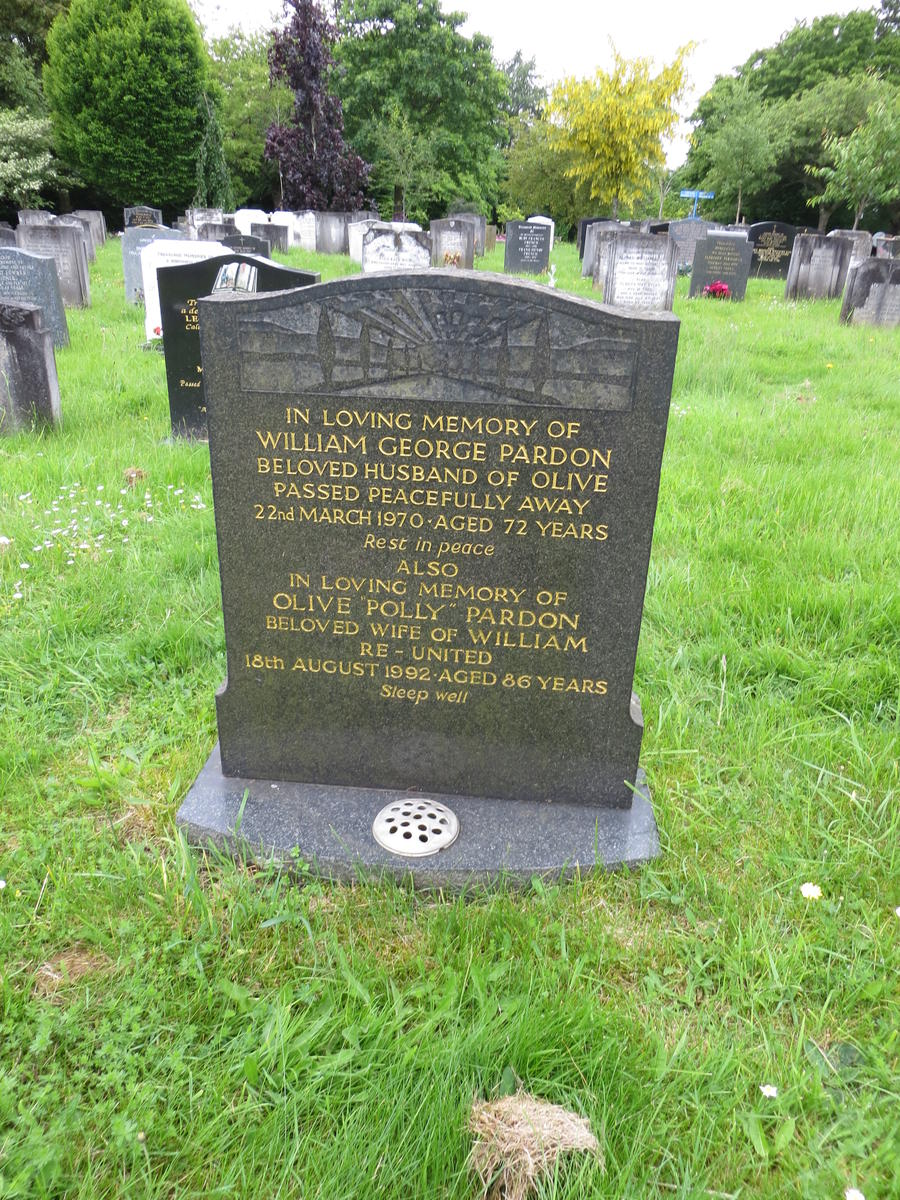 IN LOVING MEMORY OF
WILLIAM GEORGE PARDON
BELOVED HUSBAND OF OLIVE
PASSED PEACEFULLY AWAY
22nd MARCH 1970 · AGED 72 YEARS
Rest in peace
ALSO
IN LOVING MEMORY OF
OLIVE "POLLY" PARDON
BELOVED WIFE OF WILLIAM
RE - UNITED
18th AUGUST 1992 · AGED 86 YEARS
Sleep well